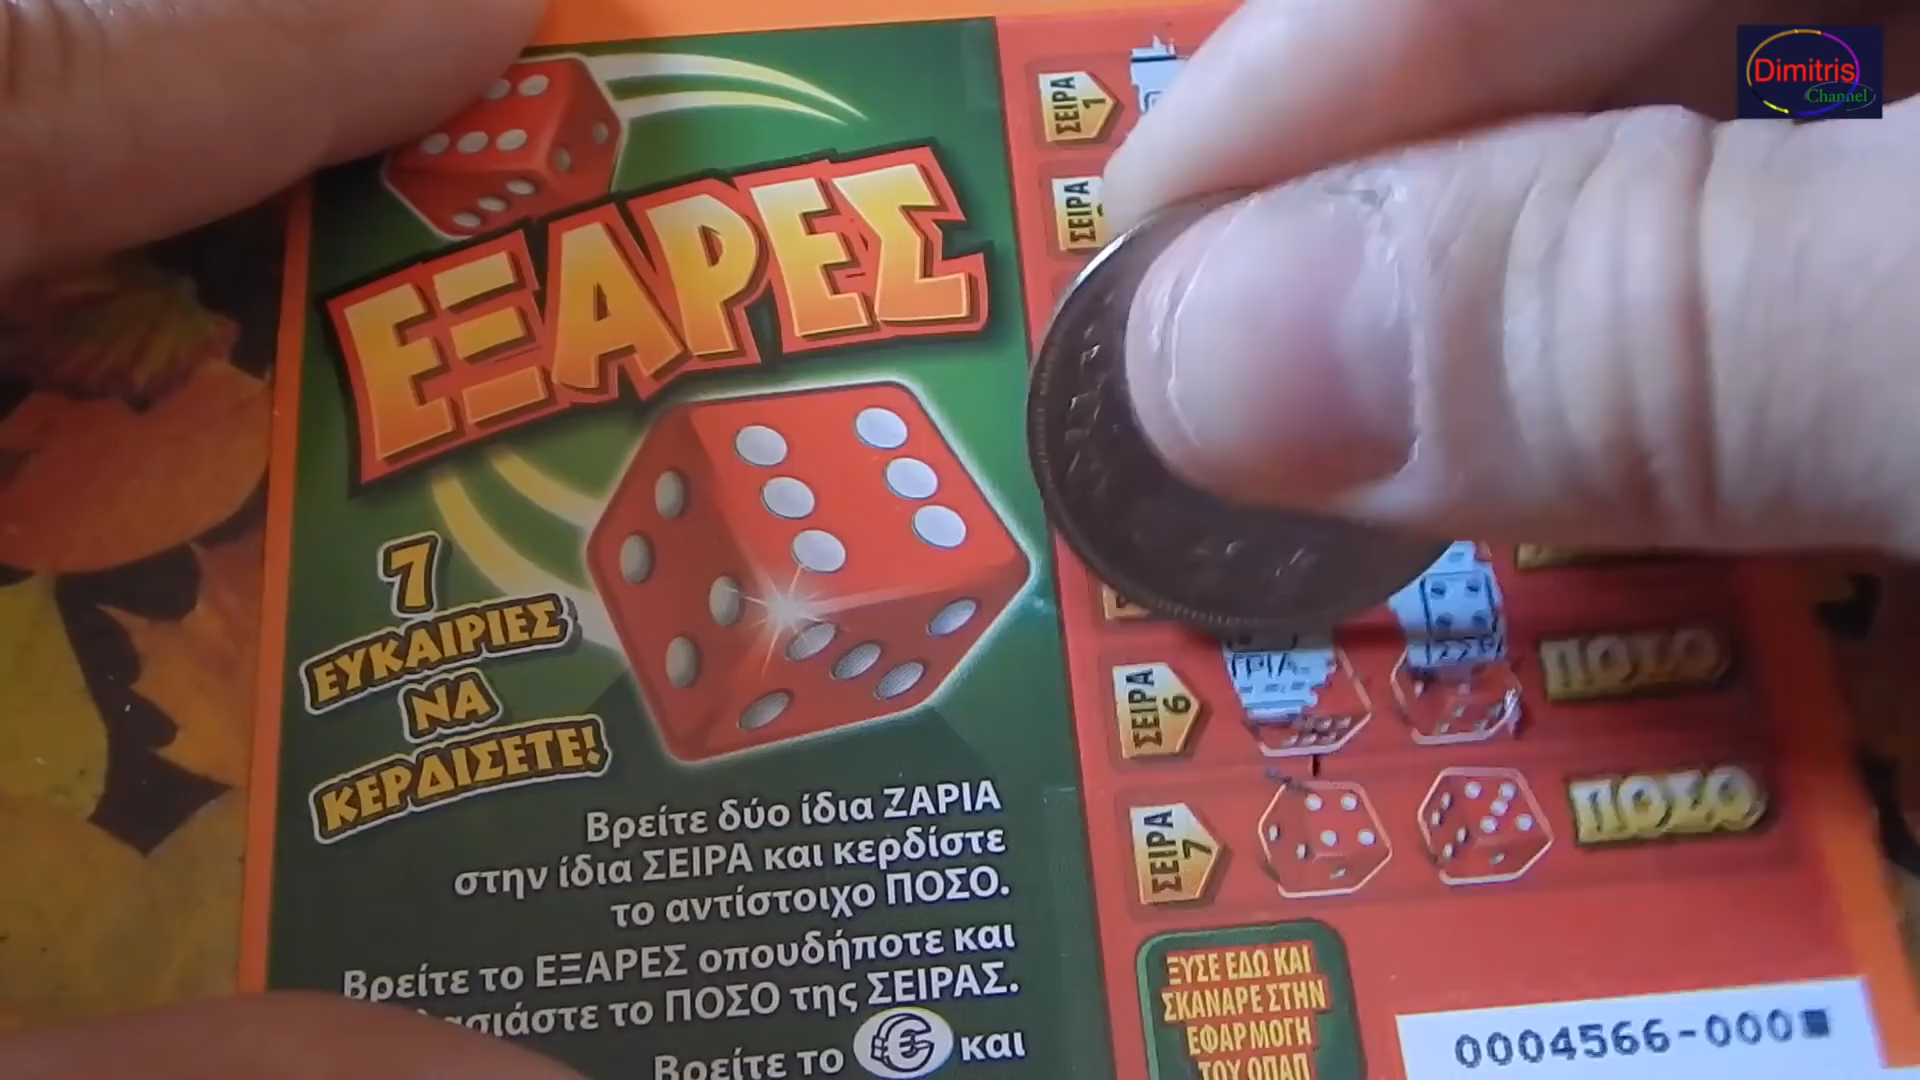 Dimitris
Channel
ΕΞΑΡΕΣ
7
ΕΥΚΑΙΡΙΕΣ
ΝΑ
ΚΕΡΔΙΣΕΤΕ!
Βρείτε δύο ίδια ΖΑΡΙΑ
στην ίδια ΣΕΙΡΑ και κερδίστε
το αντίστοιχο ΠΟΣΟ.
Βρείτε το ΕΞΑΡΕΣ οπουδήποτε και
το ΠΟΣΟ της ΣΕΙΡΑΣ.
Βρείτε το € και
ΣΕΙΡΑ 1
ΣΕΙΡΑ
ΣΕΙΡΑ 6
ΠΟΣΟ
ΣΕΙΡΑ 7
ΠΟΣΟ
ΞΥΣΕ ΕΔΩ ΚΑΙ
ΣΚΑΝΑΡΕ ΣΤΗΝ
ΕΦΑΡΜΟΓΗ
ΤΟΥ ΟΠΑΠ
0004566-000